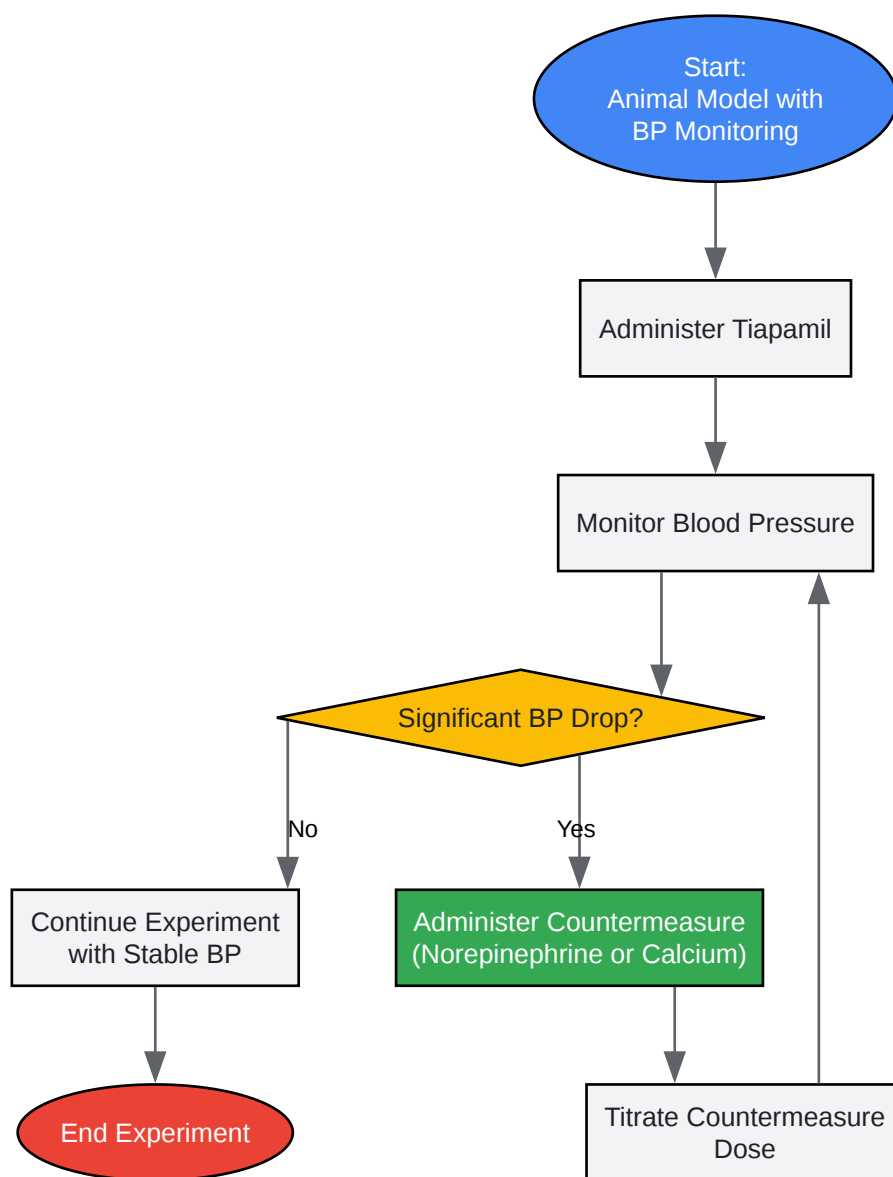 Start:
Animal Model with
BP Monitoring
Administer Tiapamil
Monitor Blood Pressure
Significant BP Drop?
No
Yes
Continue Experiment
with Stable BP
Administer Countermeasure
(Norepinephrine or Calcium)
End Experiment
Titrate Countermeasure
Dose